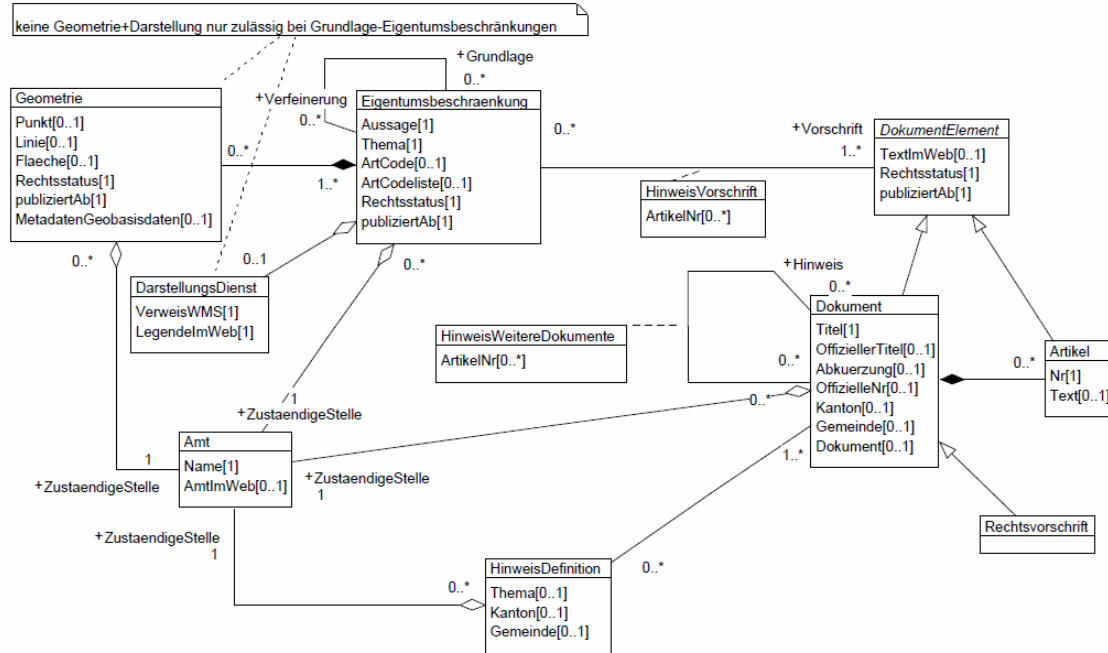 keine Geometrie+Darstellung nur zulässig bei Grundlage-Eigentumsbeschränkungen
+Grundlage
0..*
+Verfeinerung
0..*
Geometrie
Punkt[0..1]
Linie[0..1]
Flaeche[0..1]
Rechtsstatus[1]
publiziertAb[1]
MetadatenGeobasisdaten[0..1]
0..*
1..*
Eigentumsbeschraenkung
Aussage[1]
Thema[1]
ArtCode[0..1]
ArtCodeliste[0..1]
Rechtsstatus[1]
publiziertAb[1]
0..*
+Vorschrift
1..*
DokumentElement
TextImWeb[0..1]
Rechtsstatus[1]
publiziertAb[1]
HinweisVorschrift
ArtikelNr[0..*]
0..*
0..1
0..*
DarstellungsDienst
VerweisWMS[1]
LegendeImWeb[1]
+Hinweis
0..*
HinweisWeitereDokumente
ArtikelNr[0..*]
0..*
Dokument
Titel[1]
OffiziellerTitel[0..1]
Abkuerzung[0..1]
OffizielleNr[0..1]
Kanton[0..1]
Gemeinde[0..1]
Dokument[0..1]
0..*
Artikel
Nr[1]
Text[0..1]
1
+ZustaendigeStelle
0..*
Amt
Name[1]
AmtImWeb[0..1]
1
+ZustaendigeStelle
+ZustaendigeStelle
1
1..*
Rechtsvorschrift
+ZustaendigeStelle
1
0..*
0..*
HinweisDefinition
Thema[0..1]
Kanton[0..1]
Gemeinde[0..1]